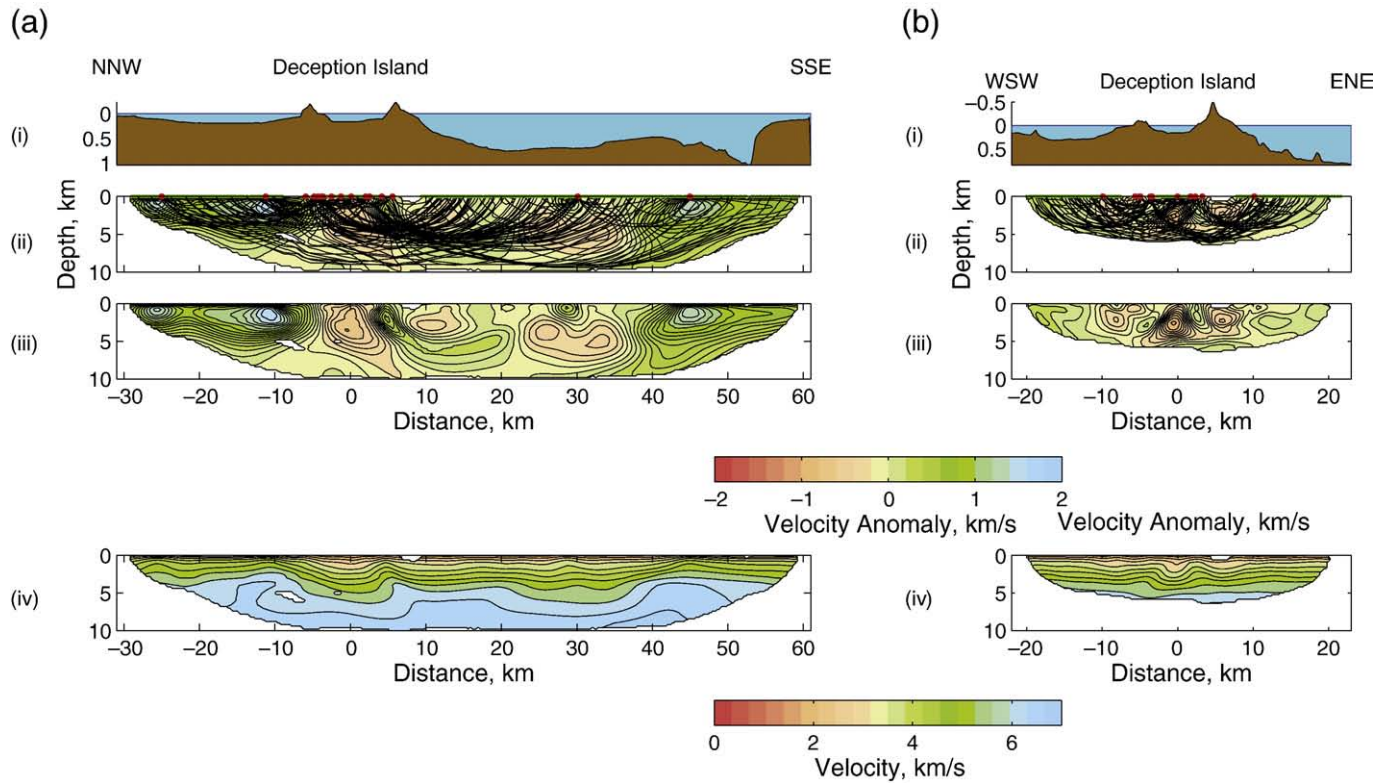 (a)
(b)
NNW Deception Island SSE
WSW Deception Island ENE
(i)
0
0.5
1
(i)
−0.5
0
0.5
Depth, km
(ii)
0
5
10
(ii)
0
5
10
(iii)
0
5
10
−30 −20 −10 0 10 20 30 40 50 60
Distance, km
(iii)
0
5
10
−20 −10 0 10 20
Distance, km
−2 −1 0 1 2
Velocity Anomaly, km/s Velocity Anomaly, km/s
(iv)
0
5
10
−30 −20 −10 0 10 20 30 40 50 60
Distance, km
(iv)
0
5
10
−20 −10 0 10 20
Distance, km
0 2 4 6
Velocity, km/s